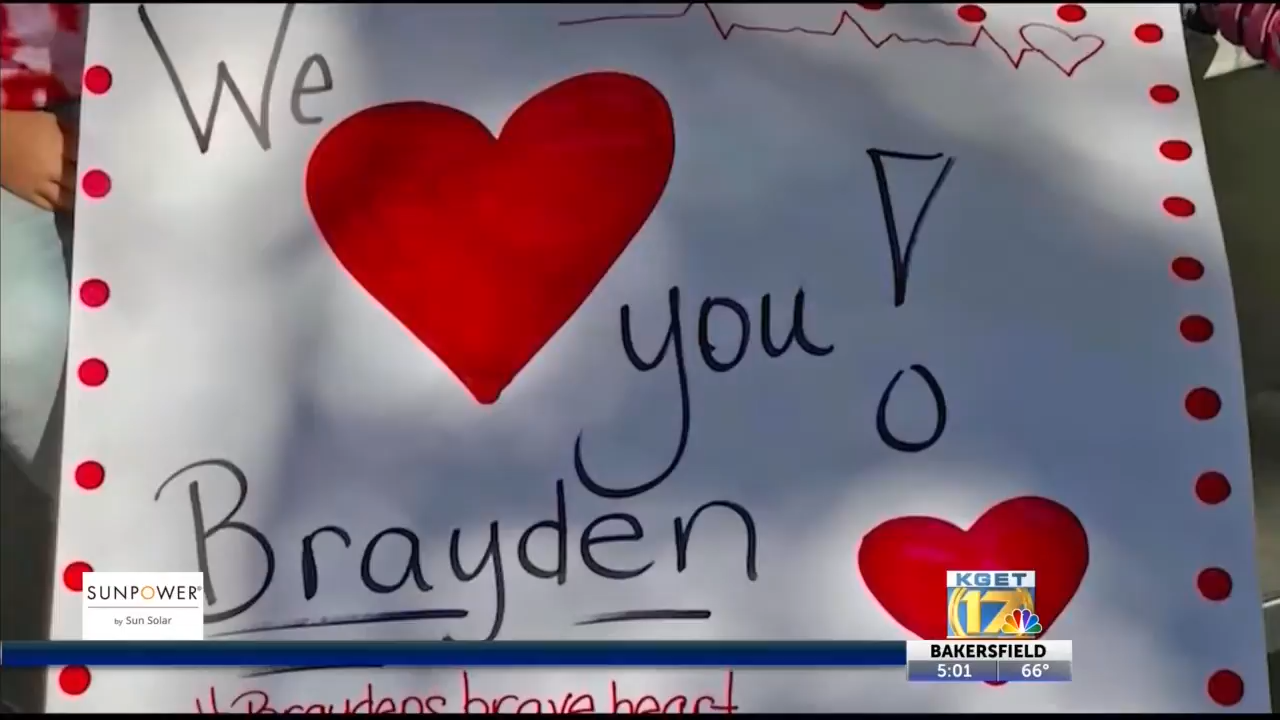 We
you!
Brayden
#Braydens brave heart
SUNPOWER®
by Sun Solar
KGET
17
BAKERSFIELD
5:01 66°